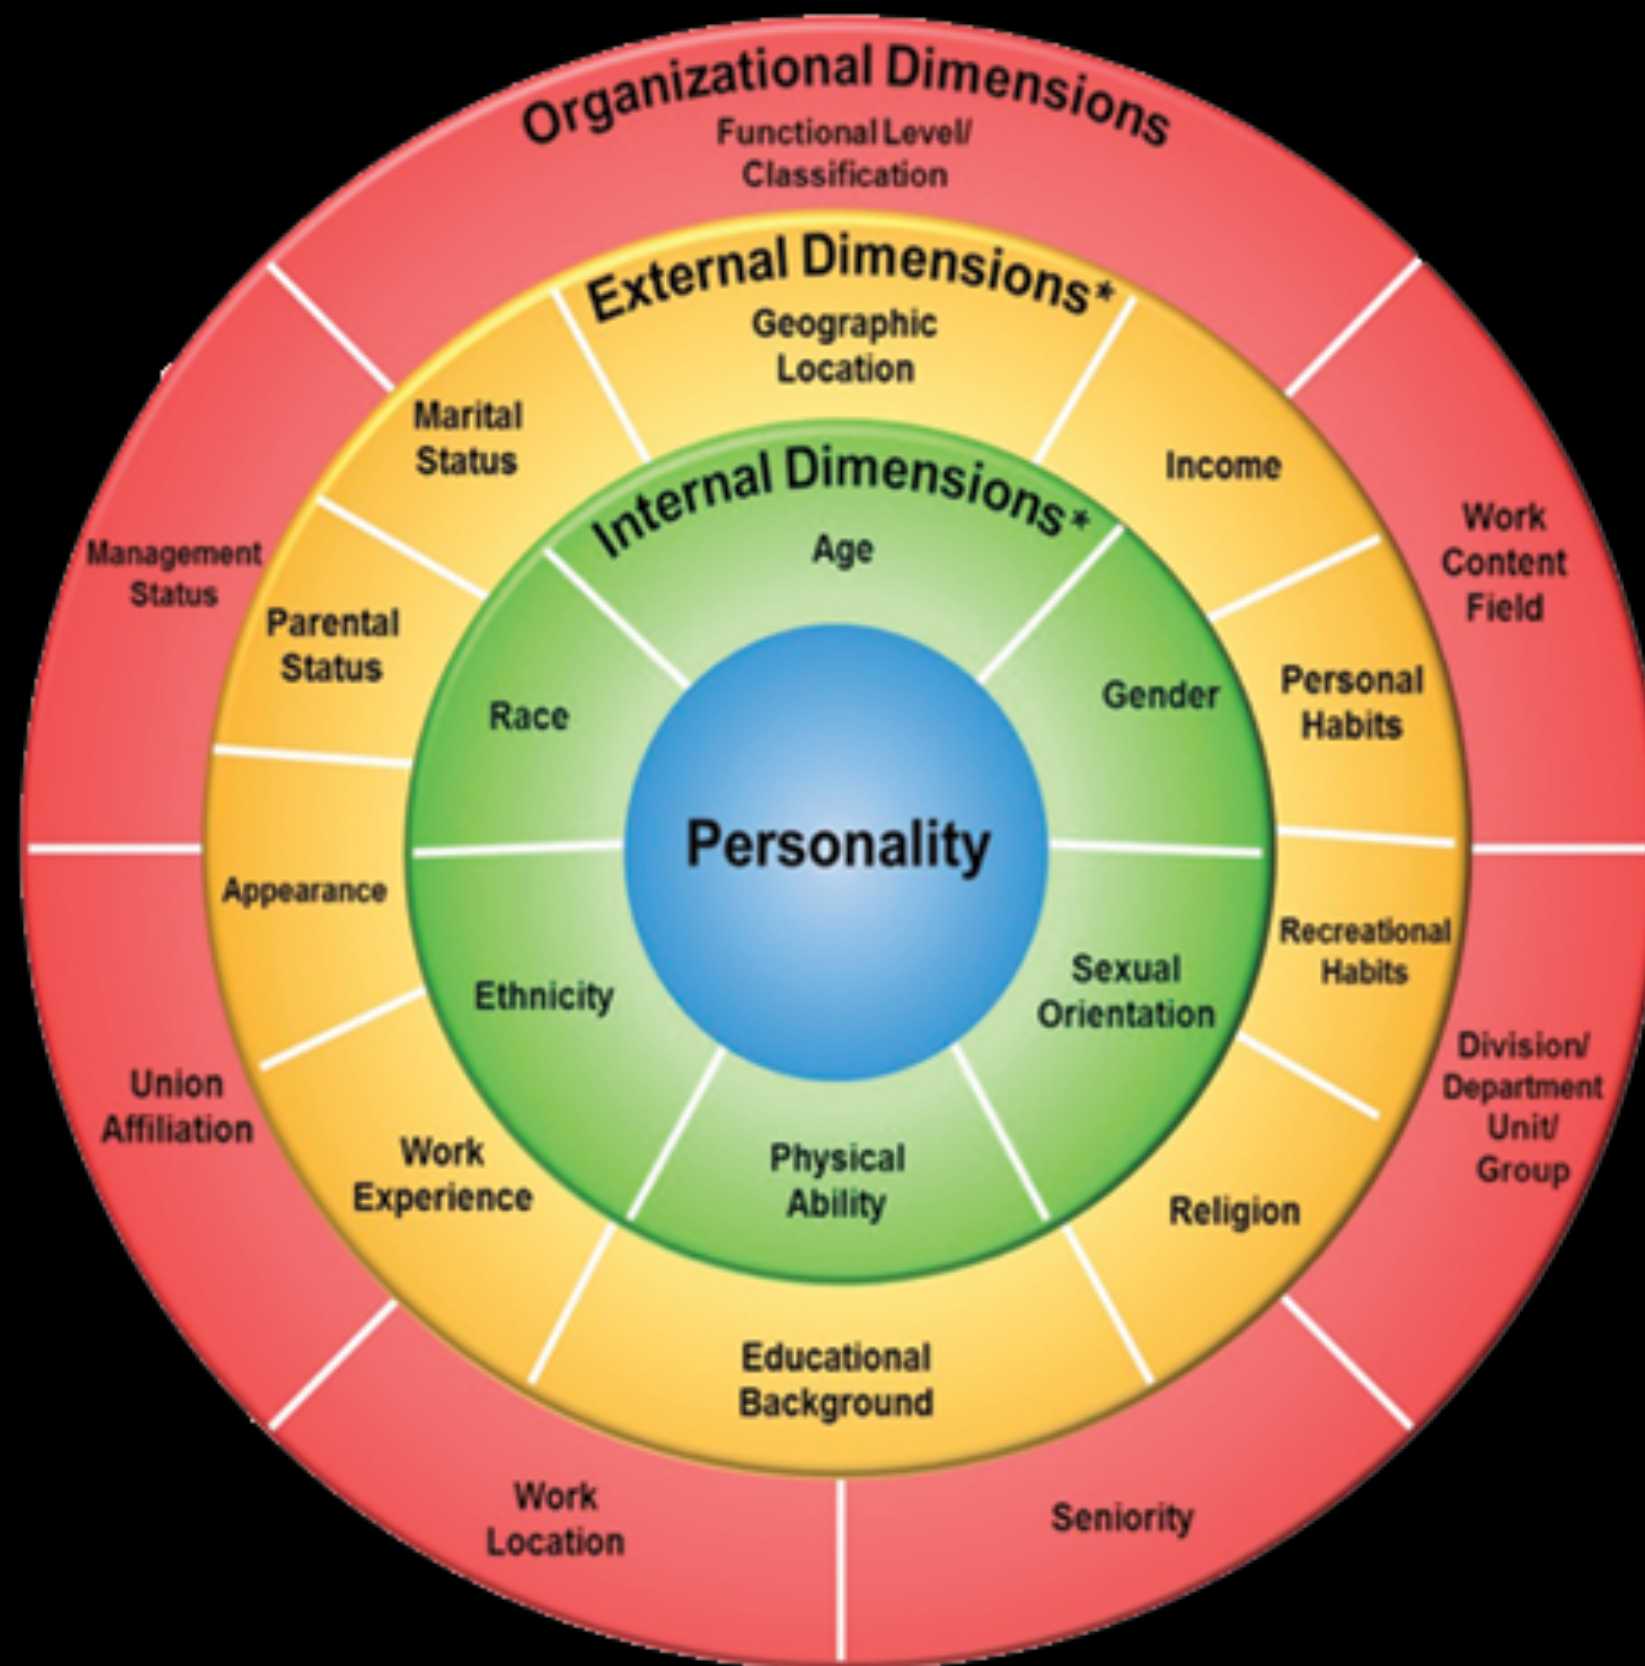 Organizational Dimensions
Functional Level/
Classification
External Dimensions*
Geographic
Location
Marital
Status
Income
Internal Dimensions*
Age
Work
Content
Field
Management
Status
Parental
Status
Personal
Habits
Race
Gender
Personality
Appearance
Recreational
Habits
Ethnicity
Sexual
Orientation
Division/
Department
Unit/
Group
Union
Affiliation
Work
Experience
Physical
Ability
Religion
Educational
Background
Work
Location
Seniority